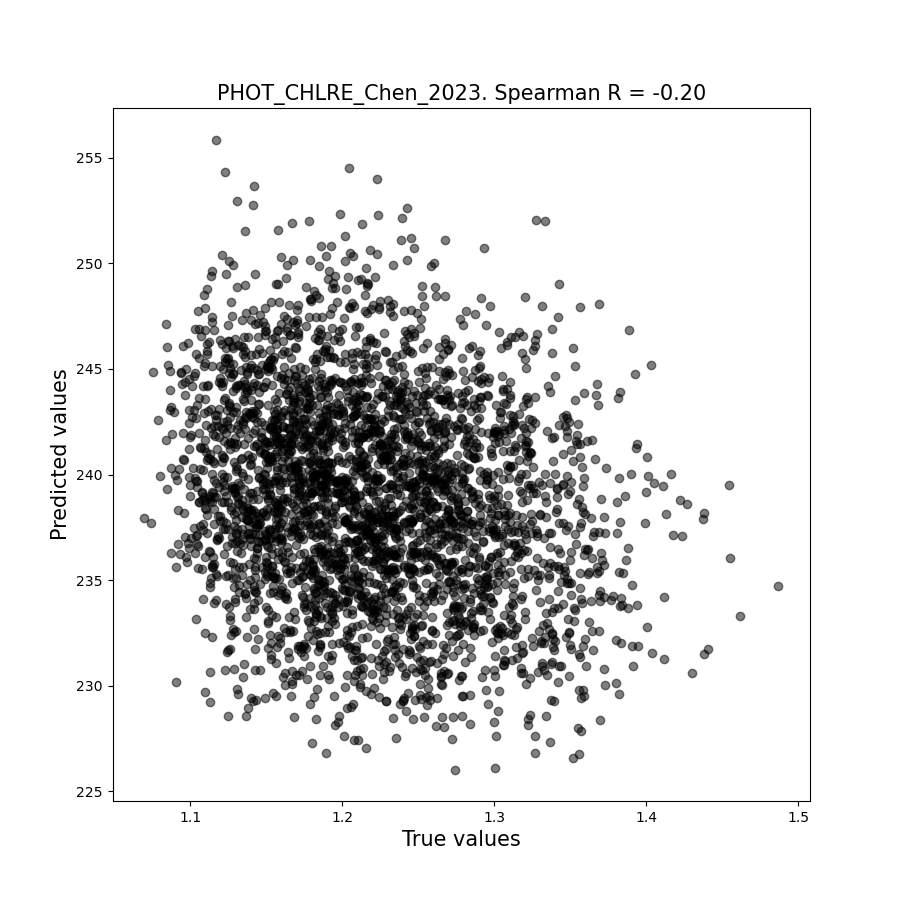 PHOT_CHLRE_Chen_2023. Spearman R = -0.20
255
250
245
240
235
230
225
Predicted values
1.1 1.2 1.3 1.4 1.5
True values